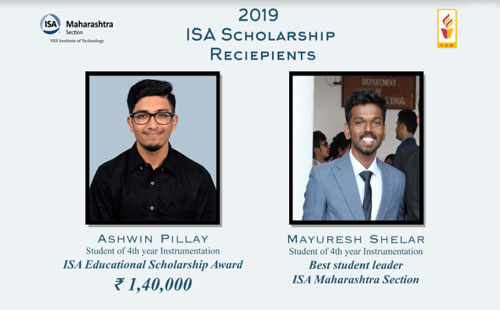 ISA
Maharashtra
Section
VES Institute of Technology
2019
ISA SCHOLARSHIP
RECIEPIENTS
V.E.S.
DEPARTMENT
ENGG.
ASHWIN PILLAY
Student of 4th year Instrumentation
ISA Educational Scholarship Award
₹ 1,40,000
MAYURESH SHELAR
Student of 4th year Instrumentation
Best student leader
ISA Maharashtra Section